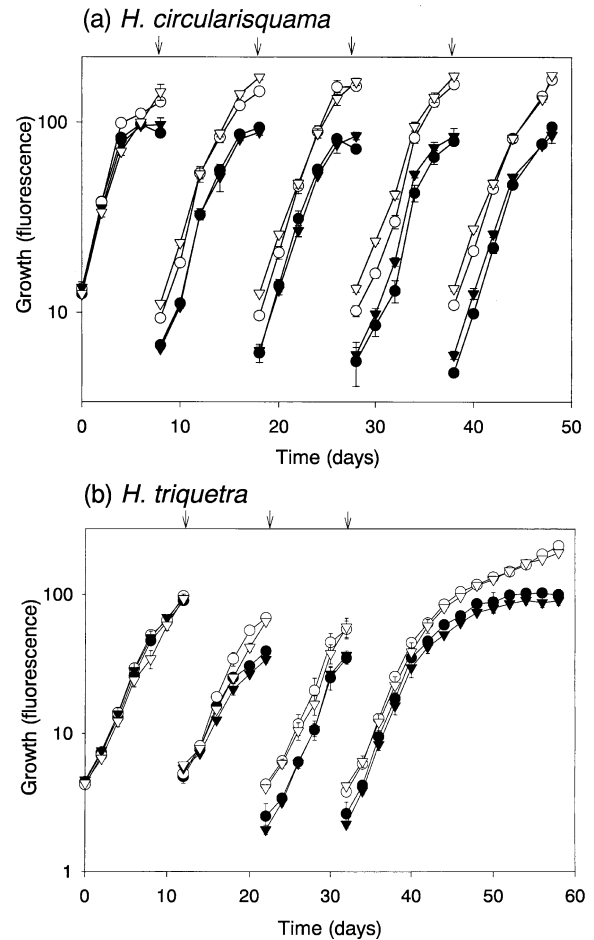 (a) H. circularisquama
100
10
Growth (fluorescence)
0 10 20 30 40 50
Time (days)
(b) H. triquetra
100
10
1
Growth (fluorescence)
0 10 20 30 40 50 60
Time (days)